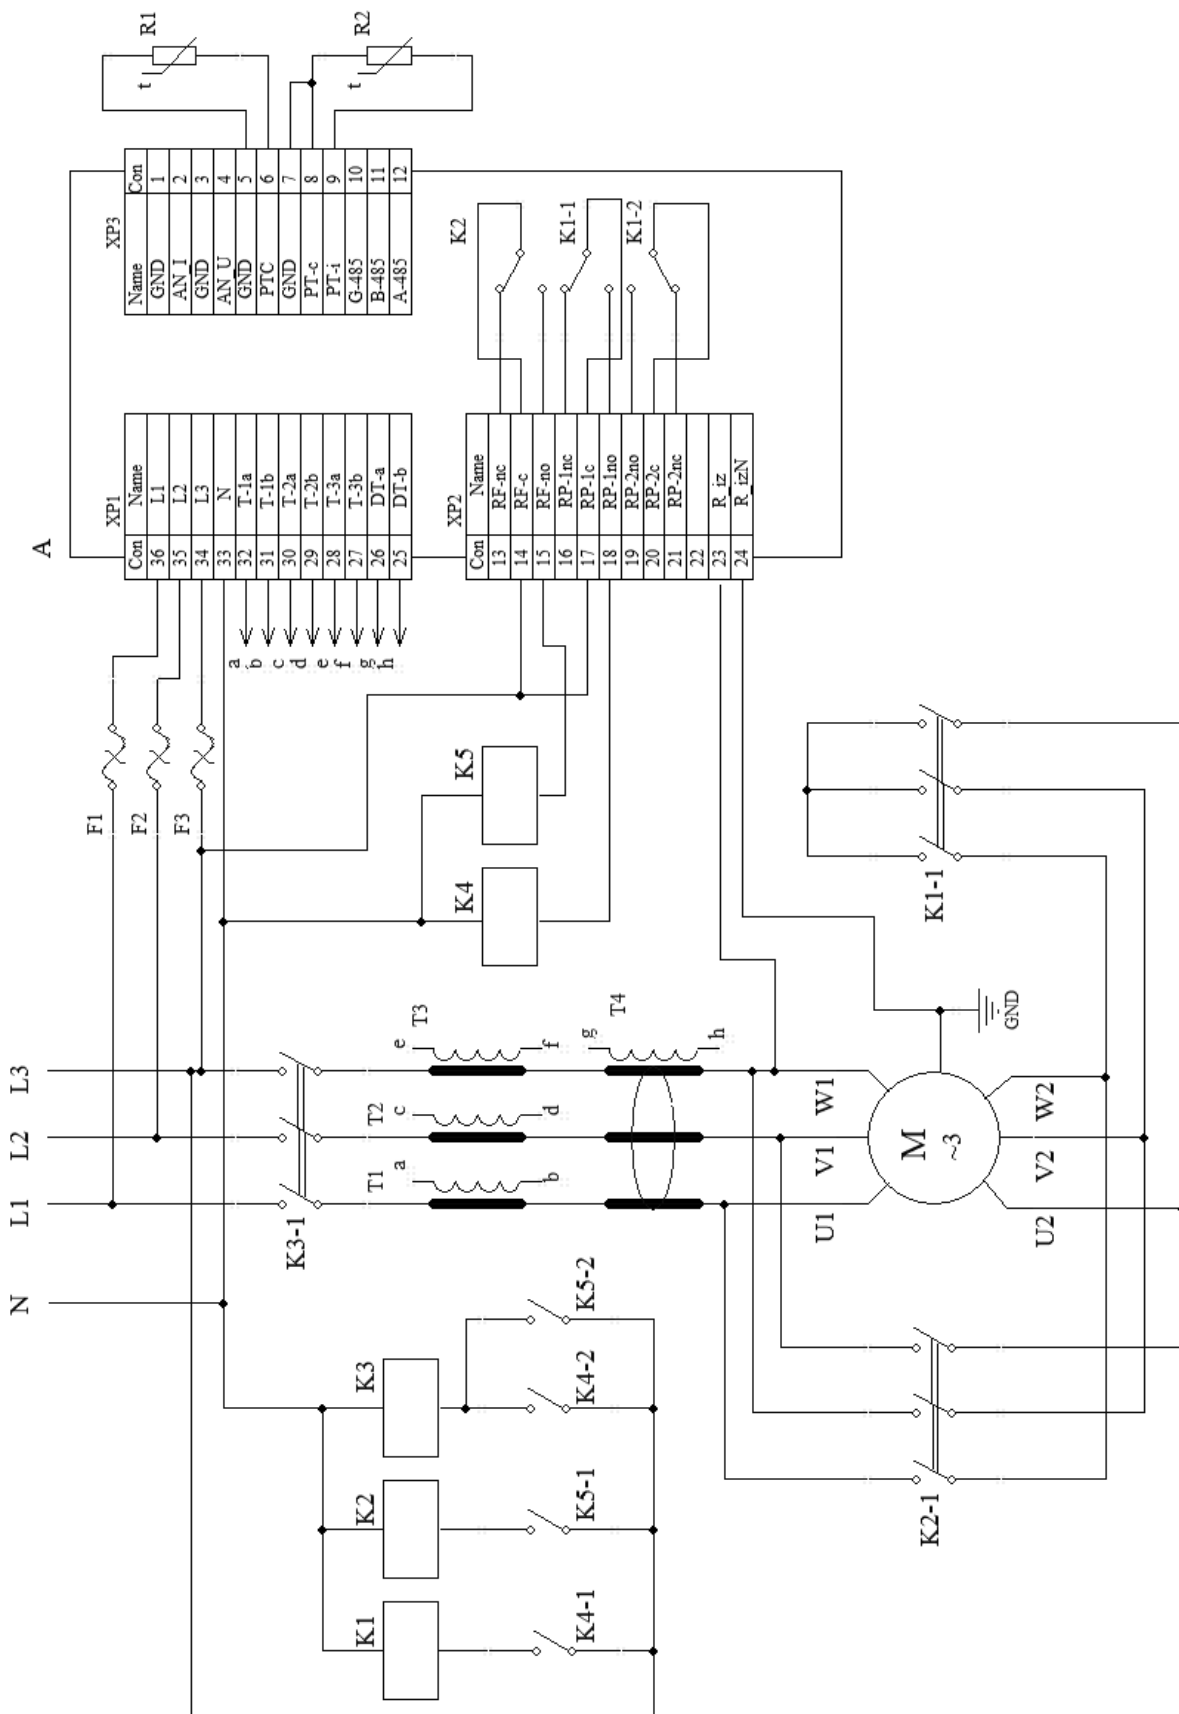 N
L1
L2
L3
A
F1
F2
F3
K3-1
T1
T2
T3
T4
a
b
c
d
e
f
g
h
K1
K2
K3
K4-1
K5-1
K4-2
K5-2
K2-1
U1
V1
W1
M
~3
U2
V2
W2
GND
K4
K5
K1-1
a
b
c
d
e
f
g
h
XP1
Con Name
36 L1
35 L2
34 L3
33 N
32 T-1a
31 T-1b
30 T-2a
29 T-2b
28 T-3a
27 T-3b
26 DT-a
25 DT-b
XP2
Con Name
13 RF-nc
14 RF-c
15 RF-no
16 RP-1nc
17 RP-1c
18 RP-1no
19 RP-2no
20 RP-2c
21 RP-2nc
22
23 R_iz
24 R_izN
K2
K1-1
K1-2
XP3
Name Con
GND 1
AN_I 2
GND 3
AN_U 4
GND 5
PTC 6
GND 7
PT-c 8
PT-i 9
G-485 10
B-485 11
A-485 12
R1
t
R2
t